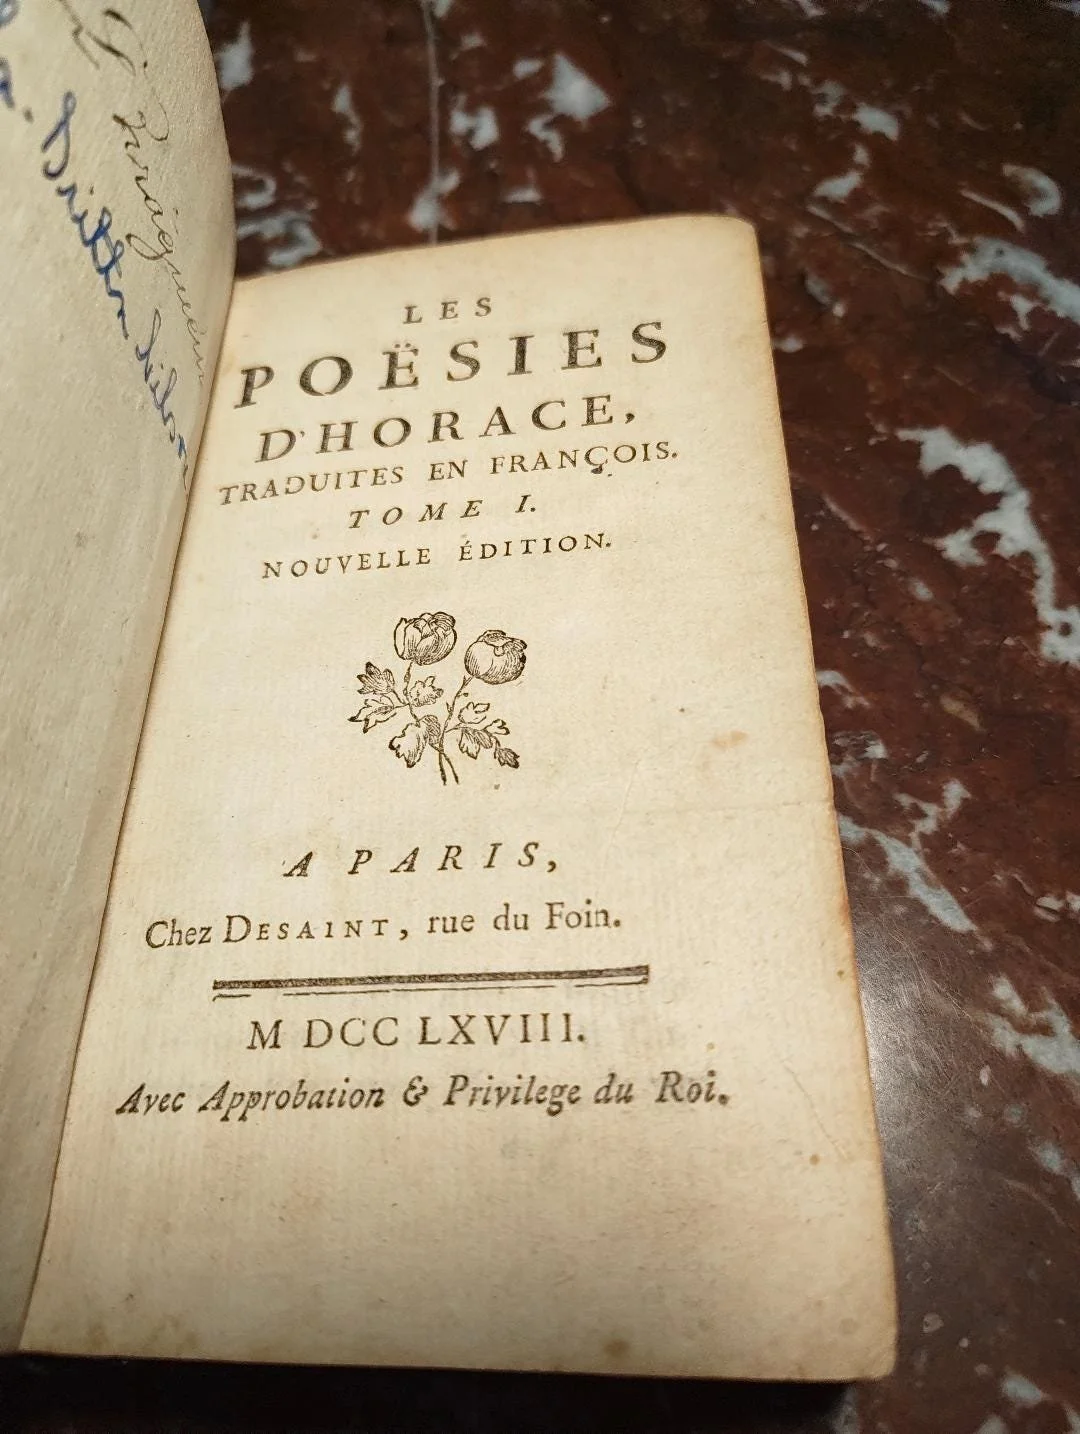 LES
POËSIES
D'HORACE,
TRADUITES EN FRANÇOIS.
TOME I.
NOUVELLE ÉDITION.
A PARIS,
Chez DESAINT, rue du Foin.
M DCC LXVIII.
Avec Approbation & Privilege du Roi.